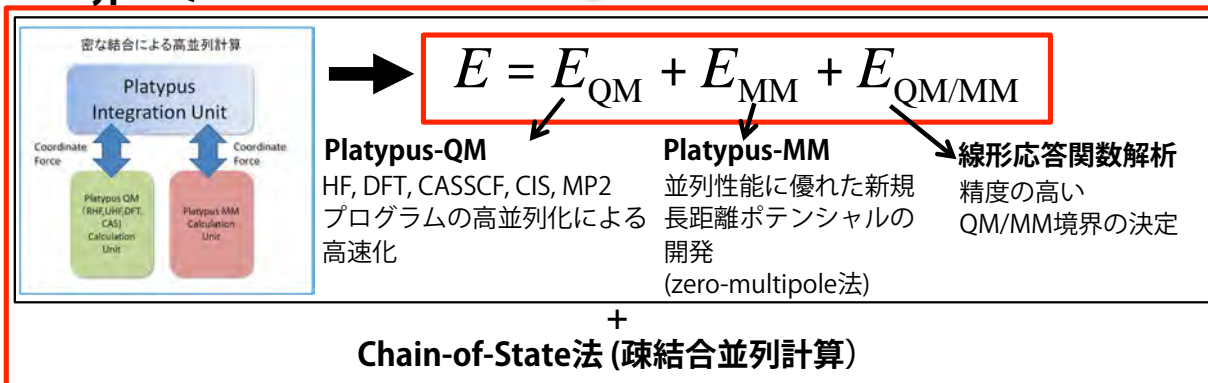 密な結合による高並列計算
Platypus
Integration Unit
Coordinate
Force
Coordinate
Force
Platypus QM
(RHF,UHF,DFT,
CAS)
Calculation
Unit
Platypus MM
Calculation
Unit
E = E_QM + E_MM + E_QM/MM
Platypus-QM
HF, DFT, CASSCF, CIS, MP2
プログラムの高並列化による
高速化
Platypus-MM
並列性能に優れた新規
長距離ポテンシャルの
開発
(zero-multipole法)
線形応答関数解析
精度の高い
QM/MM境界の決定
+
Chain-of-State法 (疎結合並列計算)